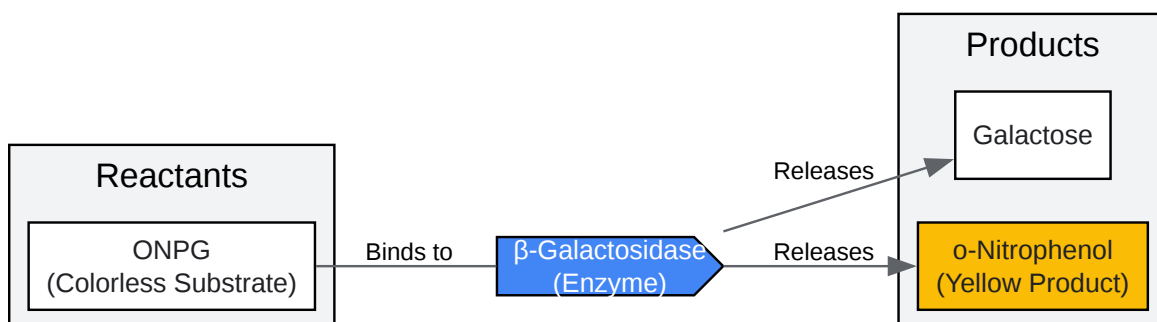 Reactants
ONPG
(Colorless Substrate)
Binds to
β-Galactosidase
(Enzyme)
Releases
Releases
Products
Galactose
o-Nitrophenol
(Yellow Product)